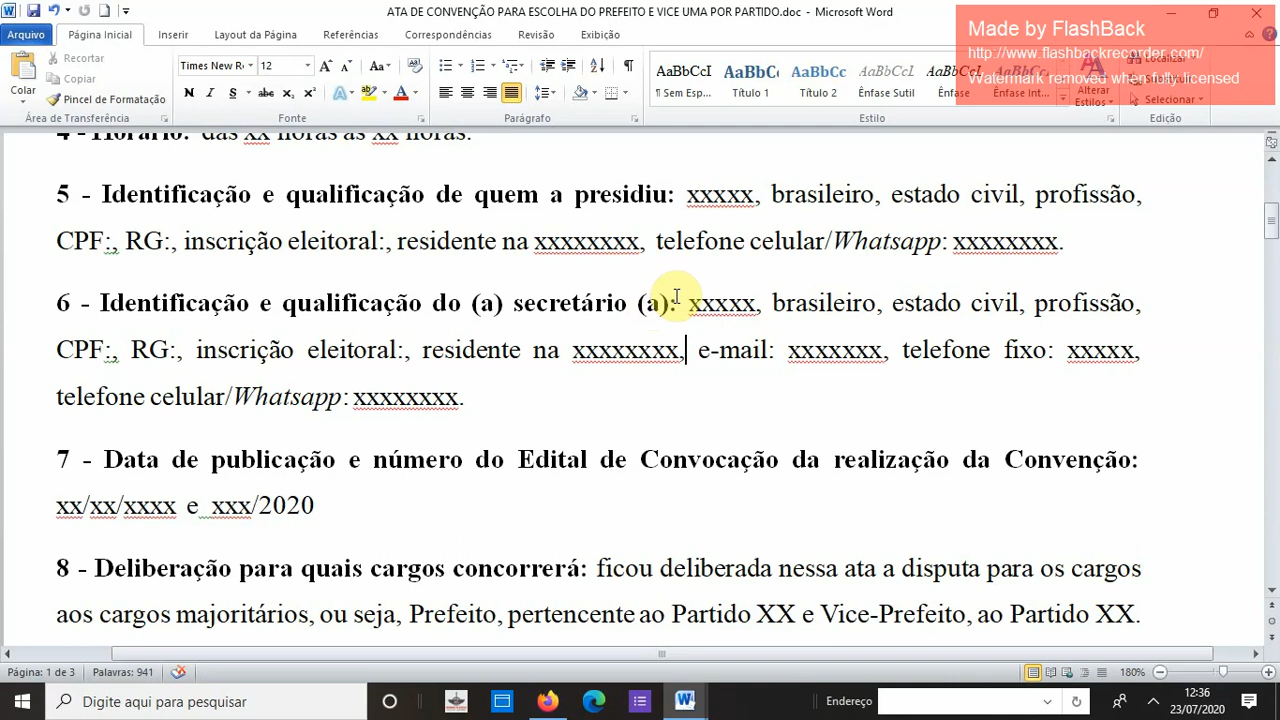 ATA DE CONVENÇÃO PARA ESCOLHA DO PREFEITO E VICE UMA POR PARTIDO.doc - Microsoft Word
Made by FlashBack
http://www.flashbackrecorder.com/
Watermark removed when fully licensed
Arquivo Página Inicial Inserir Layout da Página Referências Correspondências Revisão Exibição
Recortar
Copiar
Colar
Pincel de Formatação
Área de Transferência
Times New R 12
N I S abc x₂ x² A
Fonte
Parágrafo
AaBbCcI AaBbCc AaBbCc AaBbCcI AaBbCcI AaBbCcI
¶ Sem Esp... Título 1 Título 2 Ênfase Sutil Ênfase Ênfase Int...
Alterar Estilos
Estilo
Localizar
Selecionar
Edição
4 - Horário: das xx horas às xx horas.
5 - Identificação e qualificação de quem a presidiu: xxxxx, brasileiro, estado civil, profissão,
CPF:, RG:, inscrição eleitoral:, residente na xxxxxxxx, telefone celular/Whatsapp: xxxxxxxx.
6 - Identificação e qualificação do (a) secretário (a): xxxxx, brasileiro, estado civil, profissão,
CPF:, RG:, inscrição eleitoral:, residente na xxxxxxxx, e-mail: xxxxxxx, telefone fixo: xxxxx,
telefone celular/Whatsapp: xxxxxxxx.
7 - Data de publicação e número do Edital de Convocação da realização da Convenção:
xx/xx/xxxx e xxx/2020
8 - Deliberação para quais cargos concorrerá: ficou deliberada nessa ata a disputa para os cargos
aos cargos majoritários, ou seja, Prefeito, pertencente ao Partido XX e Vice-Prefeito, ao Partido XX.
Página: 1 de 3 Palavras: 941 180%
Digite aqui para pesquisar
Endereço
12:36
23/07/2020